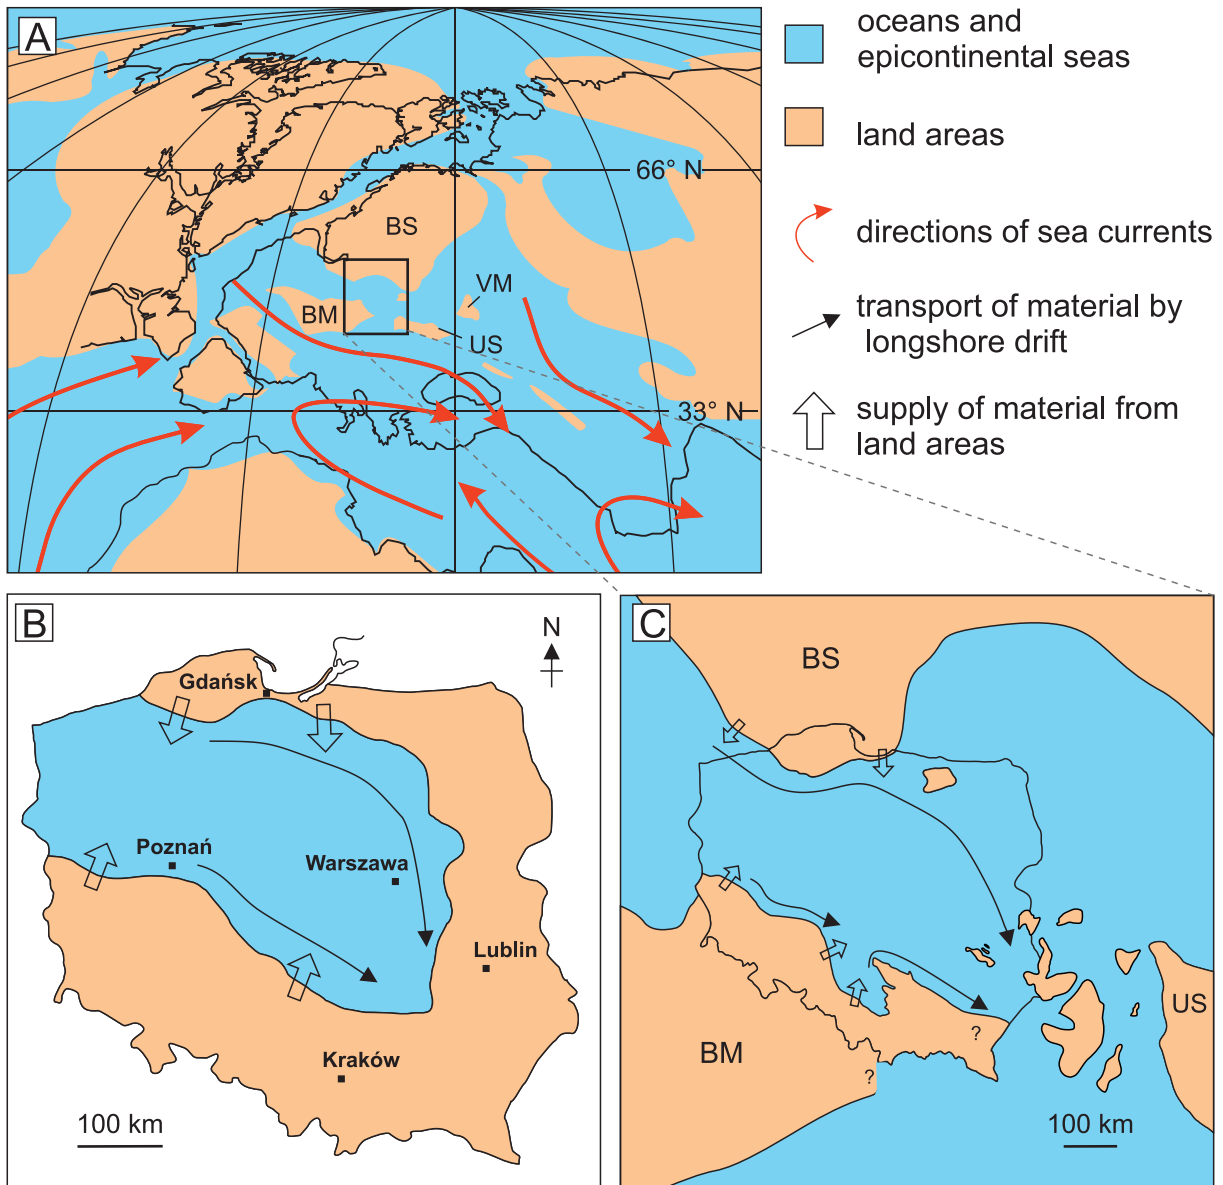 A
oceans and
epicontinental seas
land areas
66° N
BS
directions of sea currents
VM
BM
transport of material by
longshore drift
US
33° N
supply of material from
land areas
B
N
Gdańsk
Poznań
Warszawa
Lublin
Kraków
100 km
C
BS
US
BM
?
?
100 km